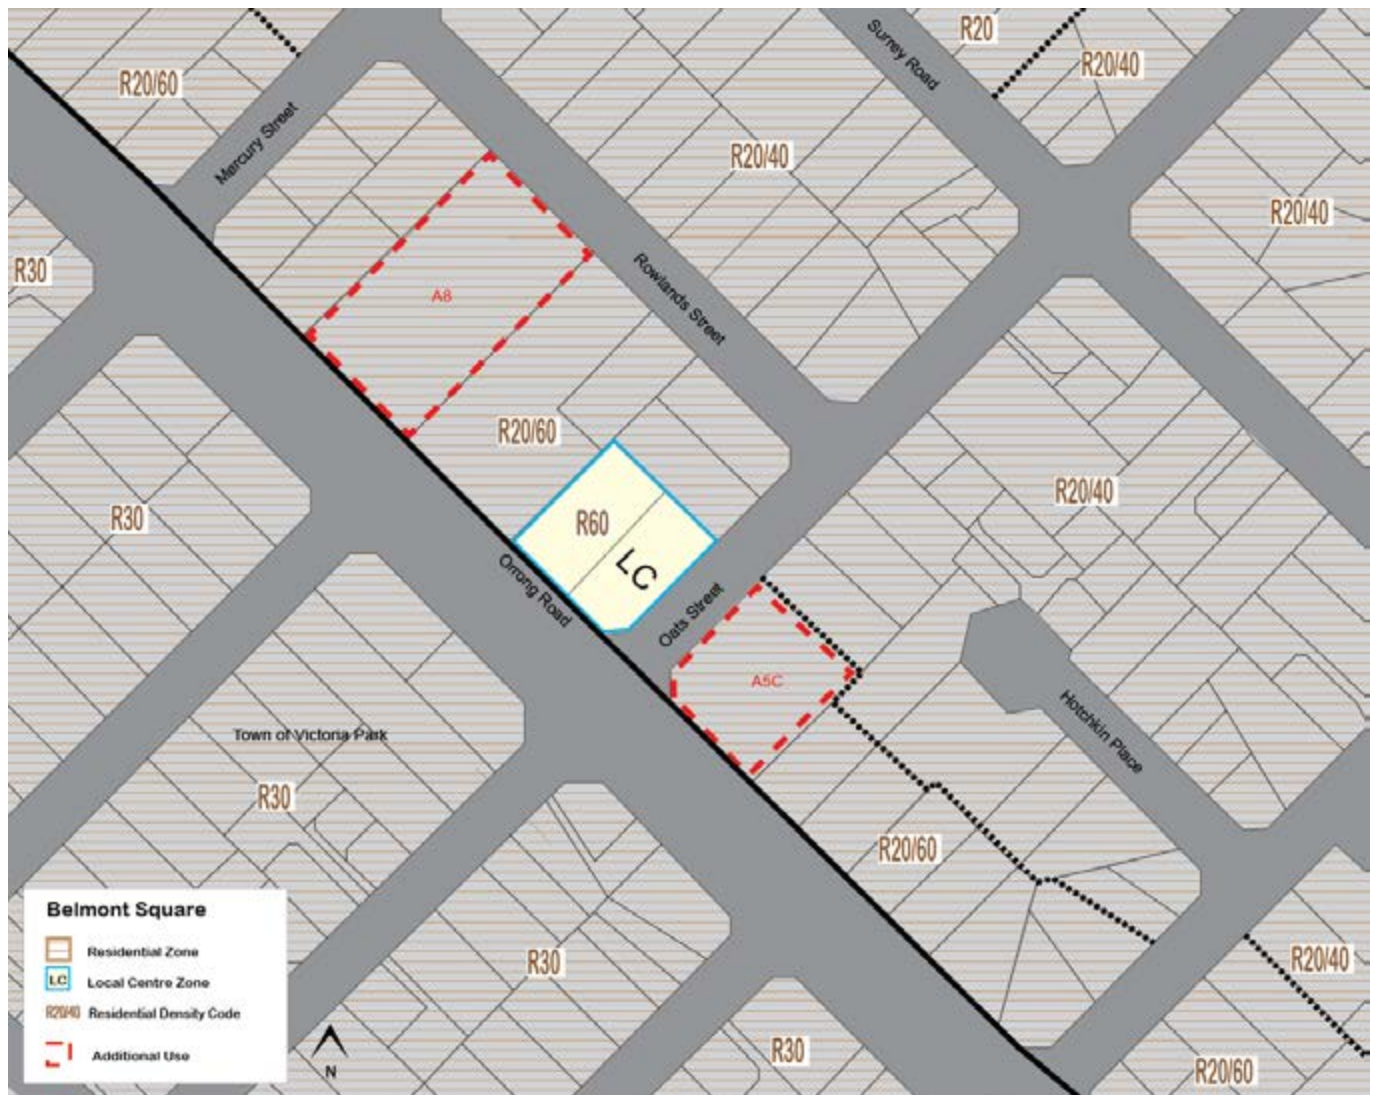 R20
Surrey Road
R20/40
R20/60
Mercury Street
R20/40
R20/40
R30
A8
Rowlands Street
R20/60
R20/40
R30
R60
LC
Orrong Road
Oats Street
A5C
Hotchkin Place
Town of Victoria Park
R30
R20/60
R30
R20/40
R30
R20/60
Belmont Square
Residential Zone
LC Local Centre Zone
R20/40 Residential Density Code
Additional Use
N